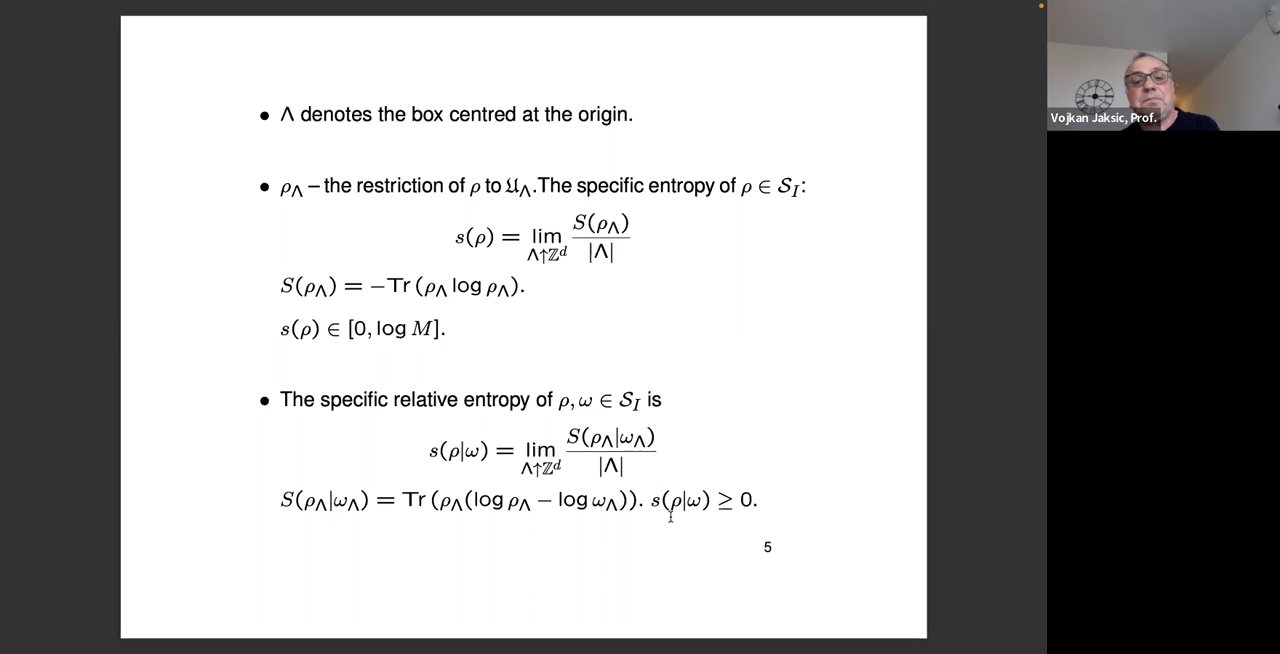 • Λ denotes the box centred at the origin.
• ρ_Λ – the restriction of ρ to 𝔘_Λ.The specific entropy of ρ ∈ 𝒮_I:
s(ρ) = lim_{Λ↑ℤ^d} S(ρ_Λ)/|Λ|
S(ρ_Λ) = −Tr (ρ_Λ log ρ_Λ).
s(ρ) ∈ [0, log M].
• The specific relative entropy of ρ, ω ∈ 𝒮_I is
s(ρ|ω) = lim_{Λ↑ℤ^d} S(ρ_Λ|ω_Λ)/|Λ|
S(ρ_Λ|ω_Λ) = Tr (ρ_Λ(log ρ_Λ − log ω_Λ)). s(ρ|ω) ≥ 0.
5
Vojkan Jaksic, Prof.